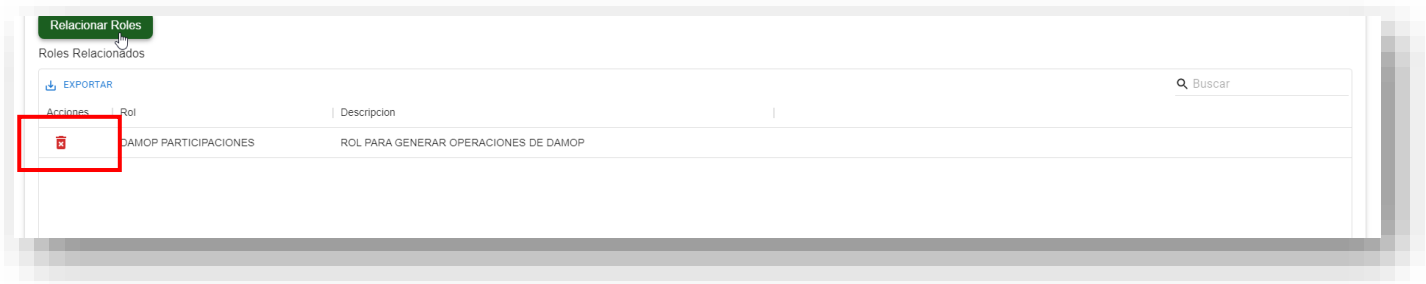 Relacionar Roles
Roles Relacionados
EXPORTAR Buscar
Acciones Rol Descripcion
DAMOP PARTICIPACIONES ROL PARA GENERAR OPERACIONES DE DAMOP